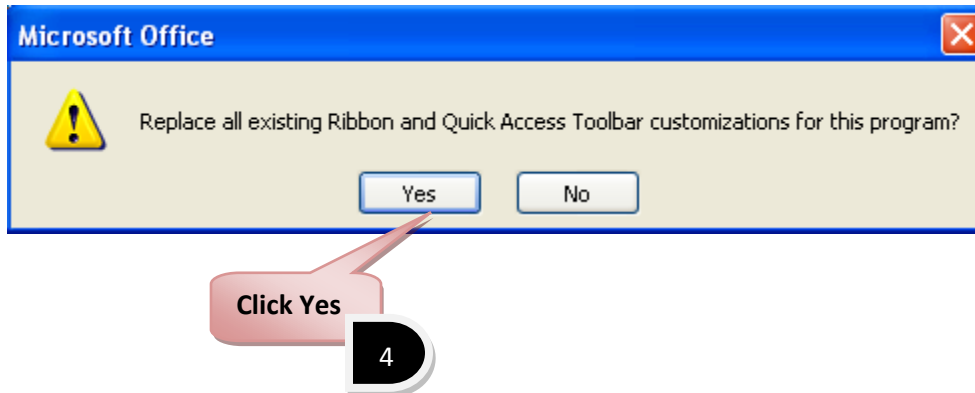 Microsoft Office
Replace all existing Ribbon and Quick Access Toolbar customizations for this program?
Yes No
Click Yes
4